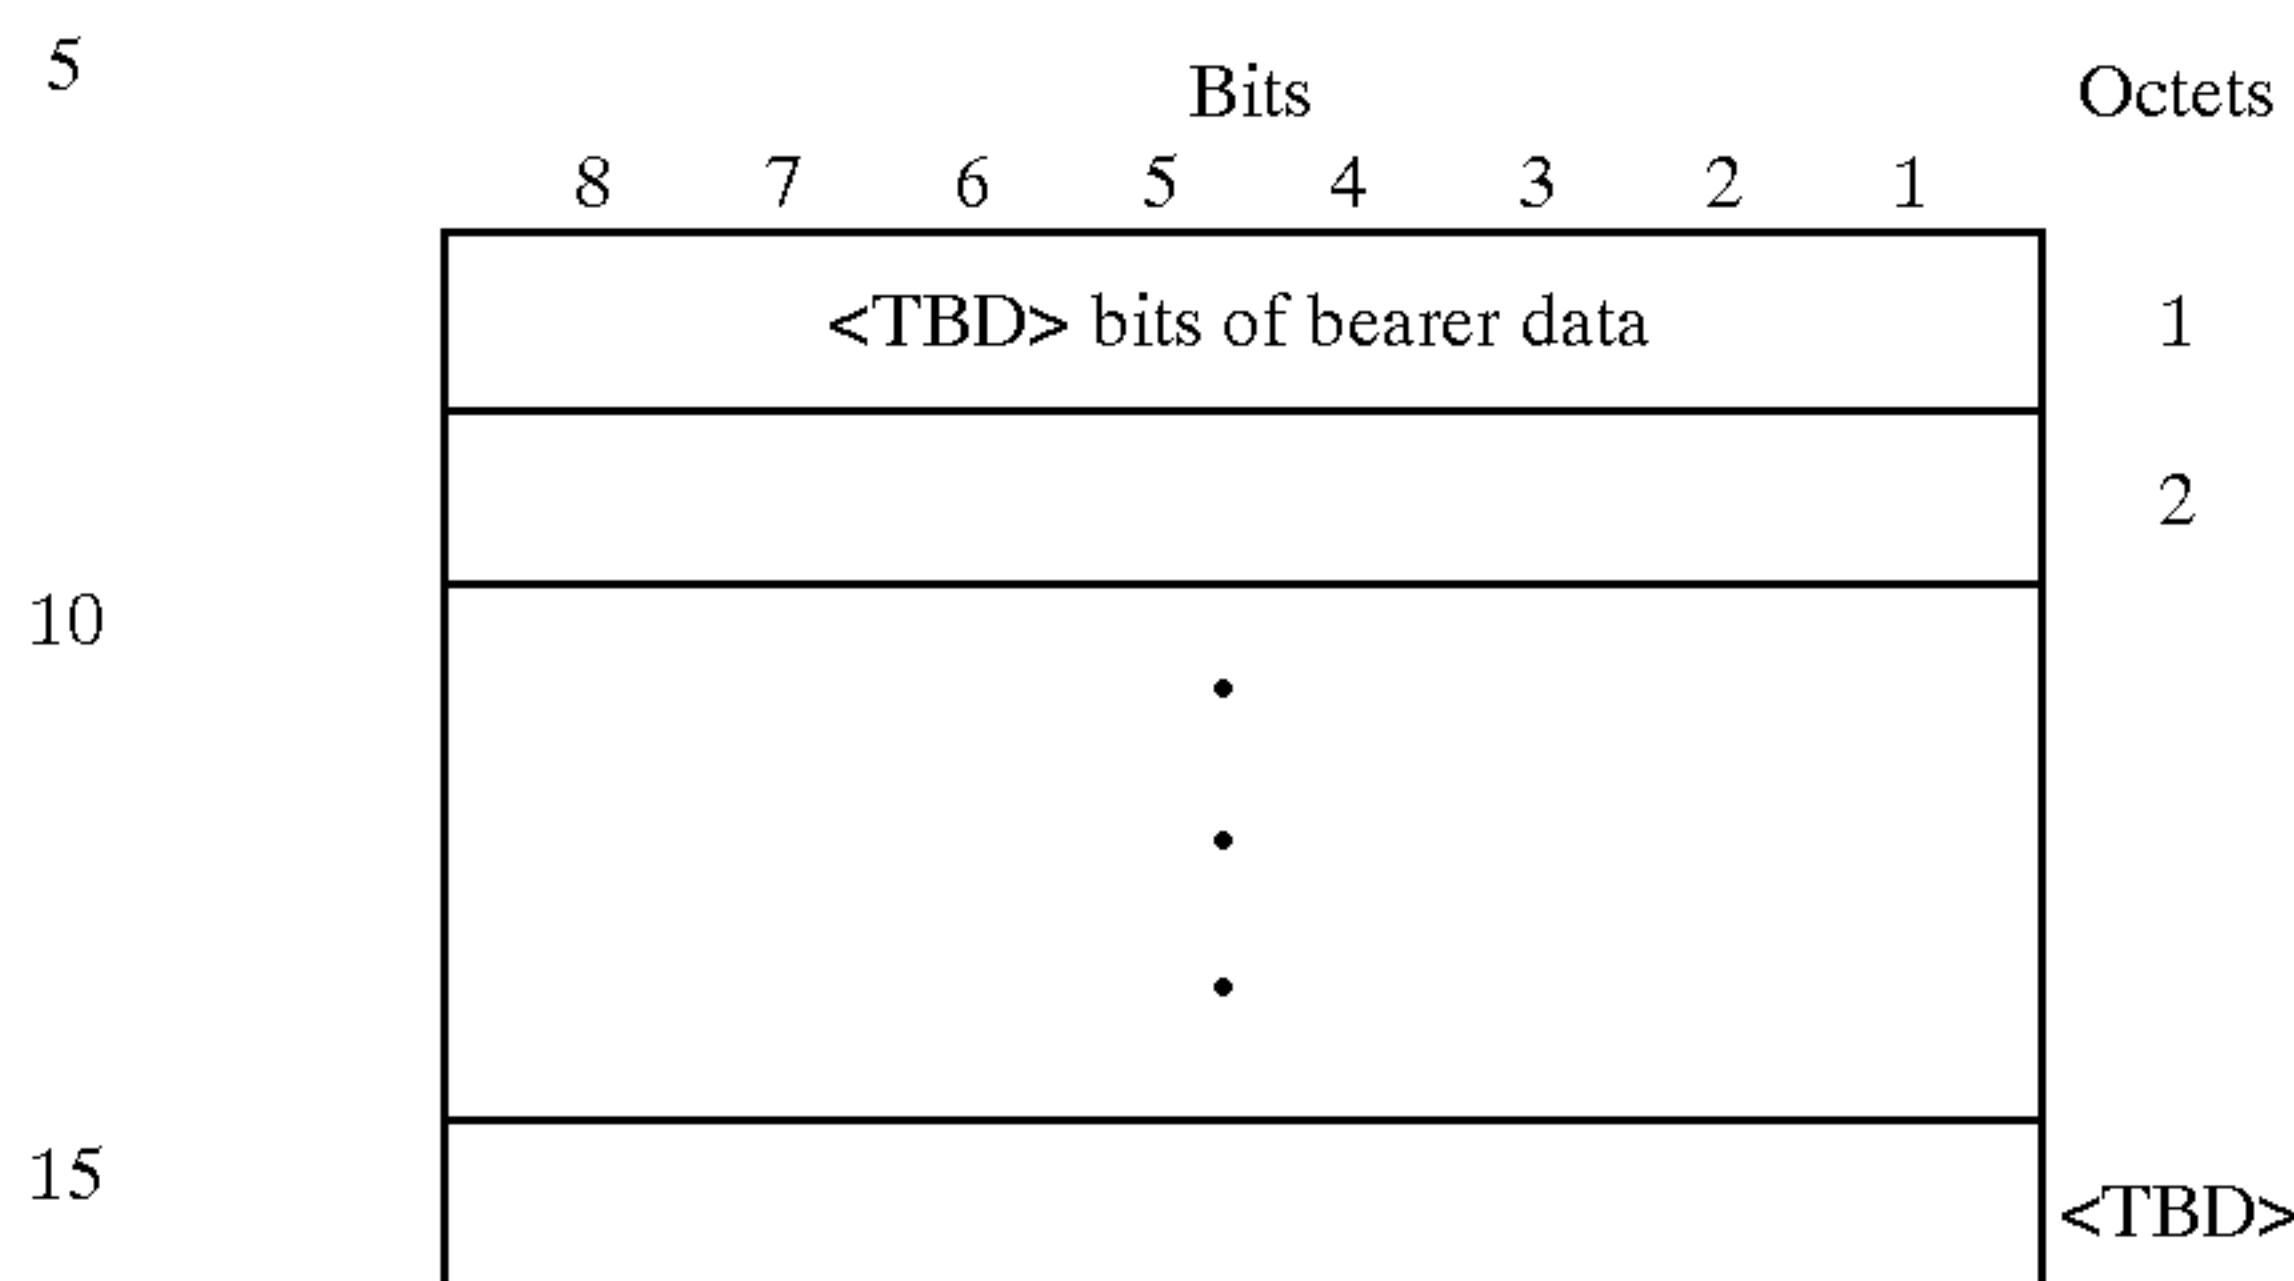 5
Bits Octets
8 7 6 5 4 3 2 1
<TBD> bits of bearer data 1
2
10
15
<TBD>